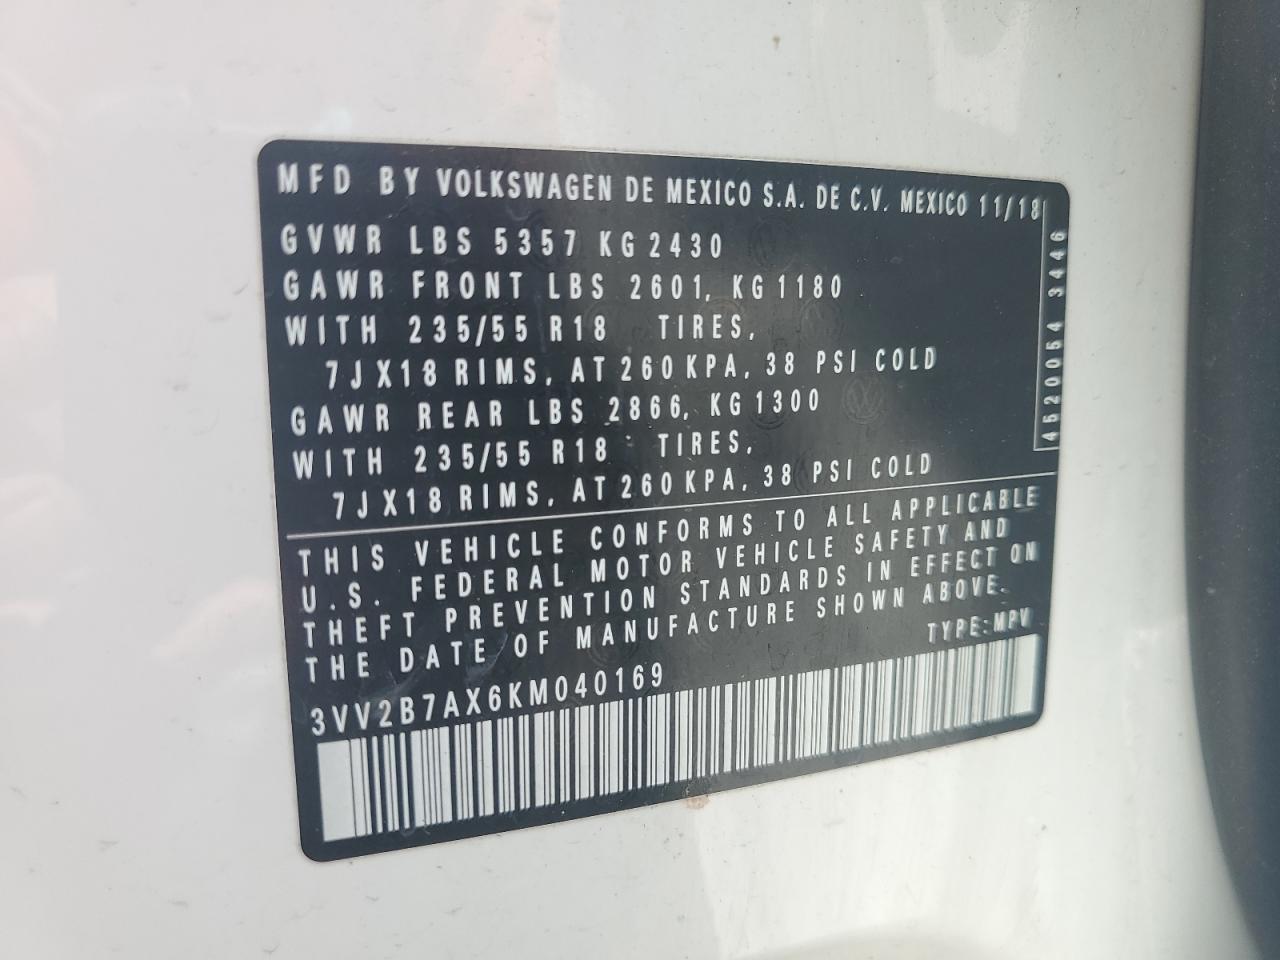 MFD BY VOLKSWAGEN DE MEXICO S.A. DE C.V. MEXICO 11/18
GVWR LBS 5357 KG 2430
GAWR FRONT LBS 2601, KG 1180
WITH 235/55 R18 TIRES,
7JX18 RIMS, AT 260 KPA, 38 PSI COLD
GAWR REAR LBS 2866, KG 1300
WITH 235/55 R18 TIRES,
7JX18 RIMS, AT 260 KPA, 38 PSI COLD
4520054 3446
THIS VEHICLE CONFORMS TO ALL APPLICABLE
U.S. FEDERAL MOTOR VEHICLE SAFETY AND
THEFT PREVENTION STANDARDS IN EFFECT ON
THE DATE OF MANUFACTURE SHOWN ABOVE.
TYPE: MPV
3VV2B7AX6KM040169